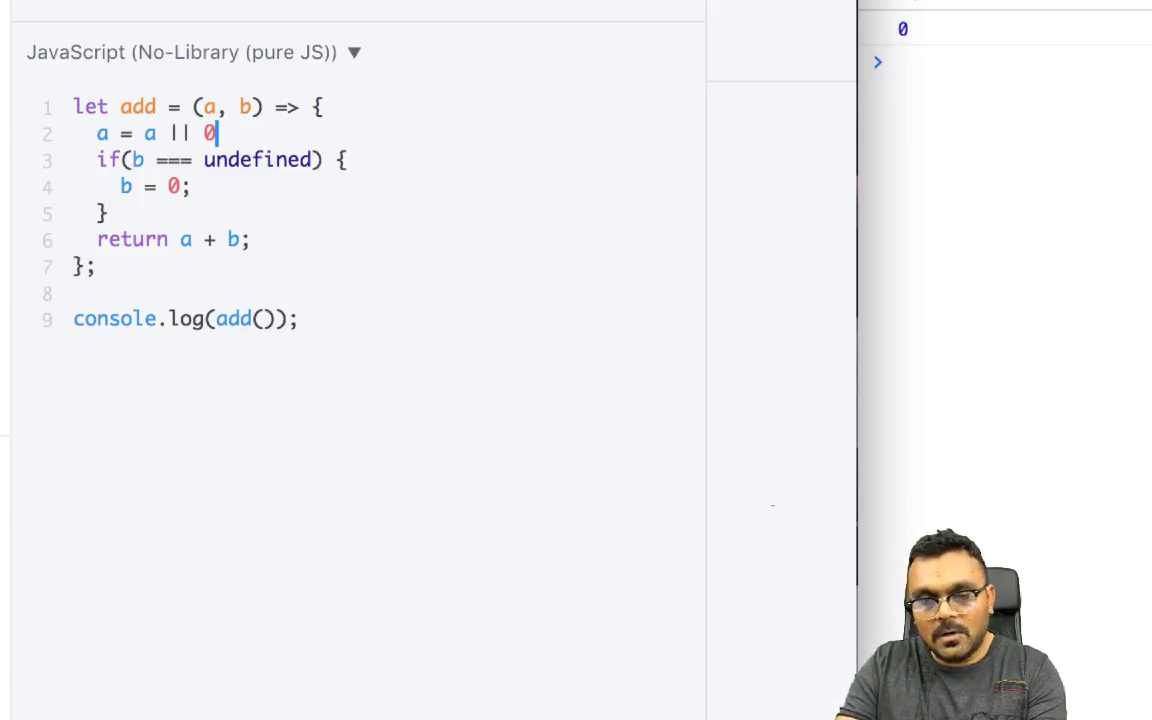 JavaScript (No-Library (pure JS)) ▼
1 let add = (a, b) => {
2 a = a || 0
3 if(b === undefined) {
4 b = 0;
5 }
6 return a + b;
7 };
8
9 console.log(add());
0
>